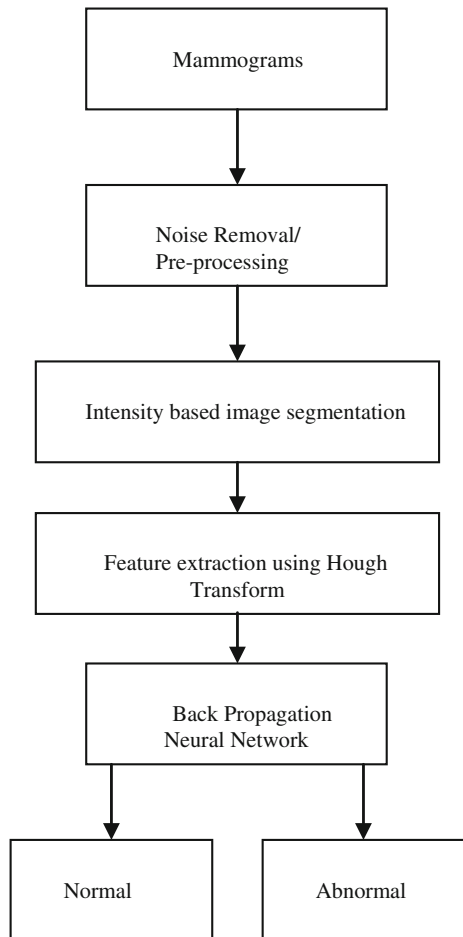 Mammograms
Noise Removal/
Pre-processing
Intensity based image segmentation
Feature extraction using Hough
Transform
Back Propagation
Neural Network
Normal
Abnormal